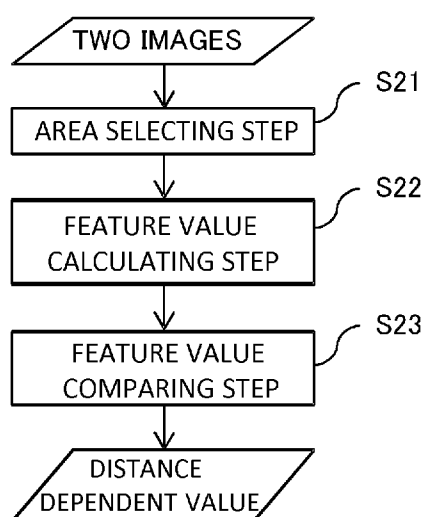 TWO IMAGES
S21
AREA SELECTING STEP
S22
FEATURE VALUE
CALCULATING STEP
S23
FEATURE VALUE
COMPARING STEP
DISTANCE
DEPENDENT VALUE